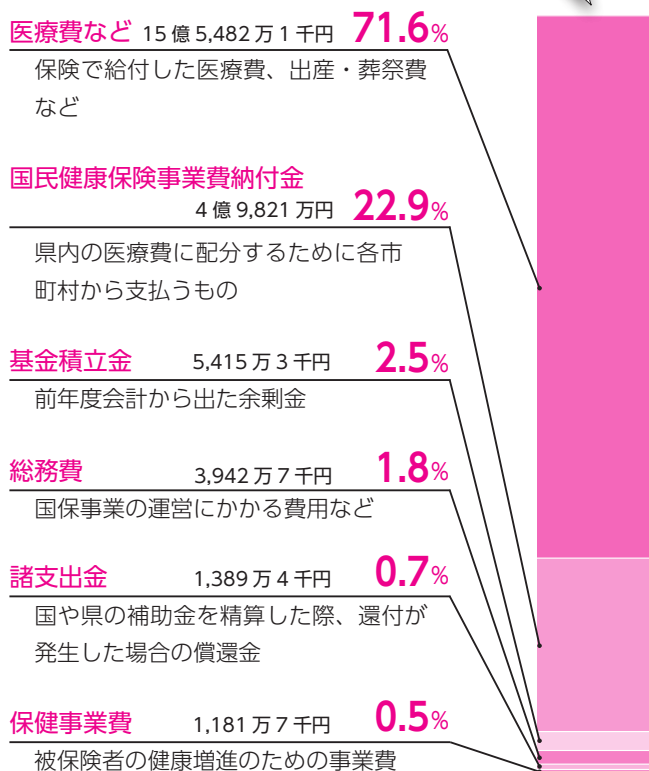 医療費など 15億5,482万1千円 71.6%
保険で給付した医療費、出産・葬祭費
など
国民健康保険事業費納付金
4億9,821万円 22.9%
県内の医療費に配分するために各市
町村から支払うもの
基金積立金 5,415万3千円 2.5%
前年度会計から出た余剰金
総務費 3,942万7千円 1.8%
国保事業の運営にかかる費用など
諸支出金 1,389万4千円 0.7%
国や県の補助金を精算した際、還付が
発生した場合の償還金
保健事業費 1,181万7千円 0.5%
被保険者の健康増進のための事業費